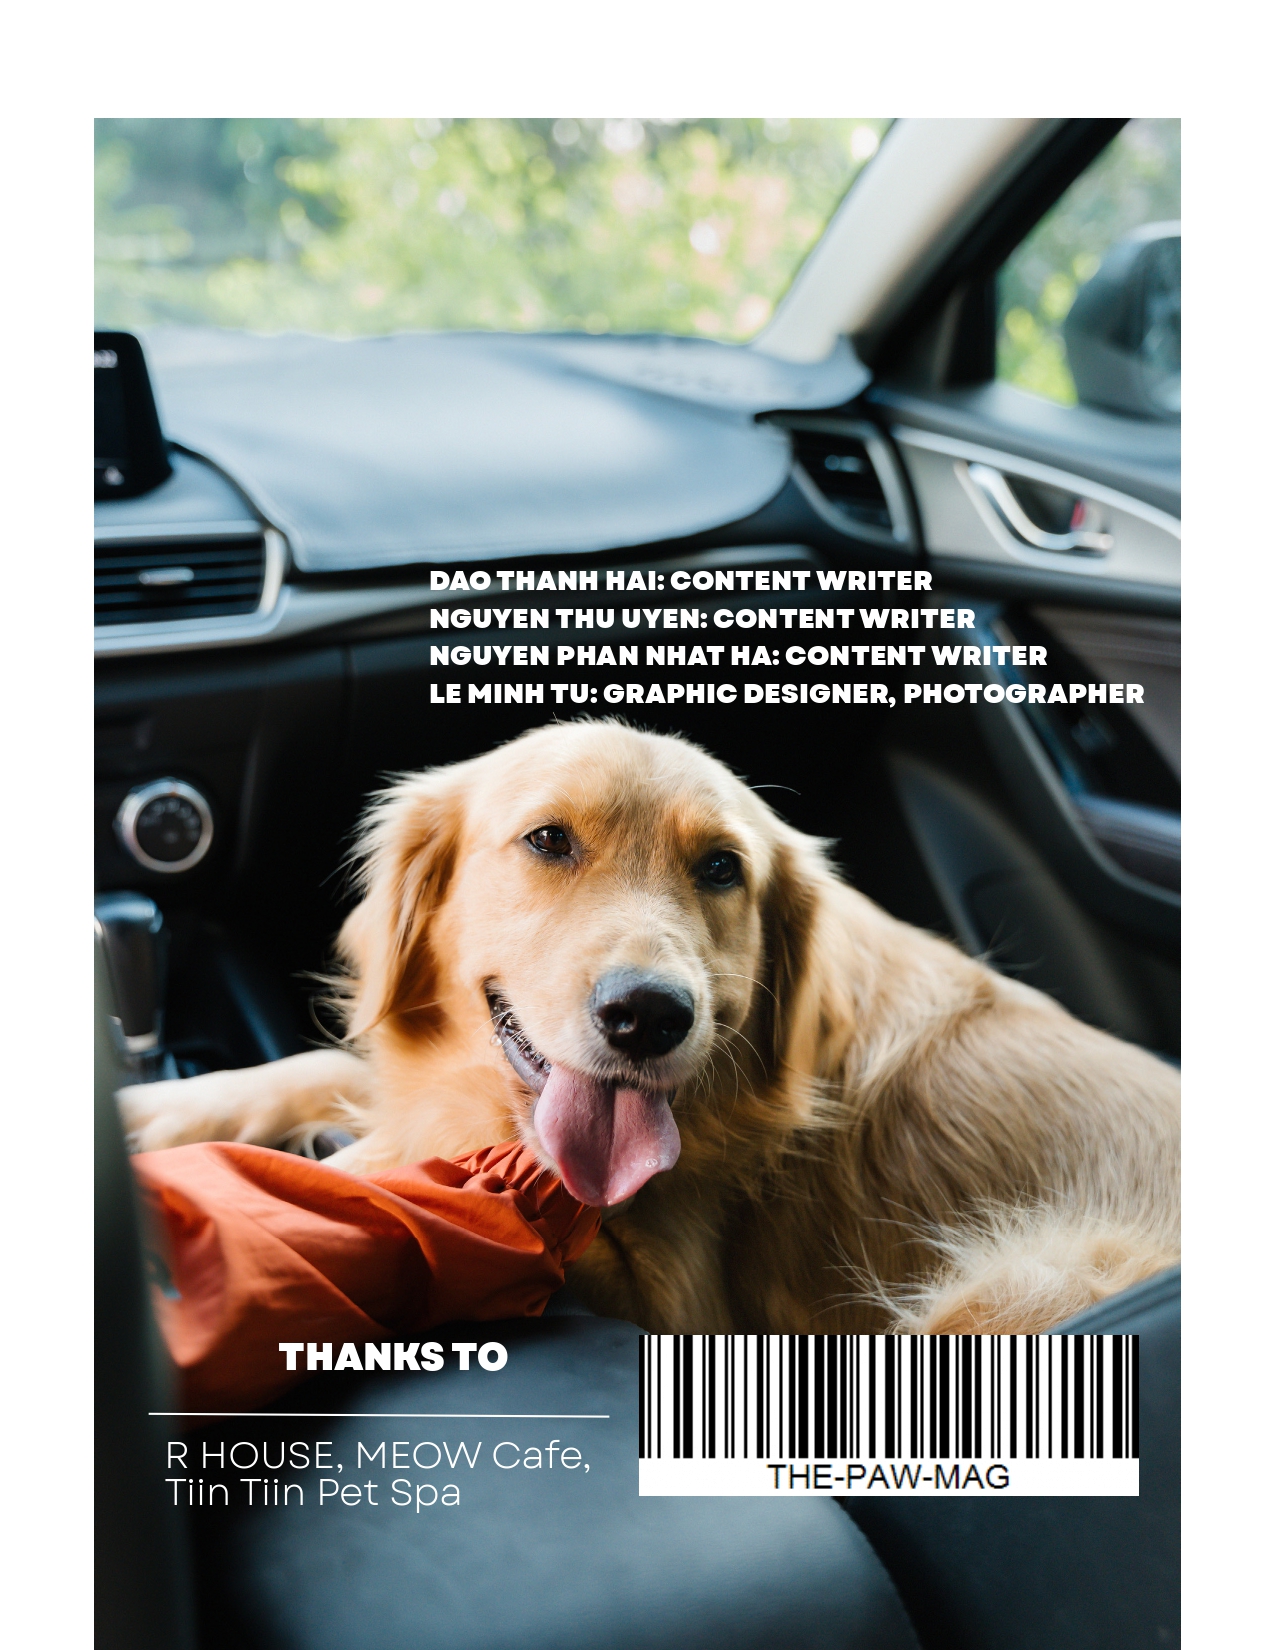 DAO THANH HAI: CONTENT WRITER
NGUYEN THU UYEN: CONTENT WRITER
NGUYEN PHAN NHAT HA: CONTENT WRITER
LE MINH TU: GRAPHIC DESIGNER, PHOTOGRAPHER
THANKS TO
R HOUSE, MEOW Cafe,
Tiin Tiin Pet Spa
THE-PAW-MAG